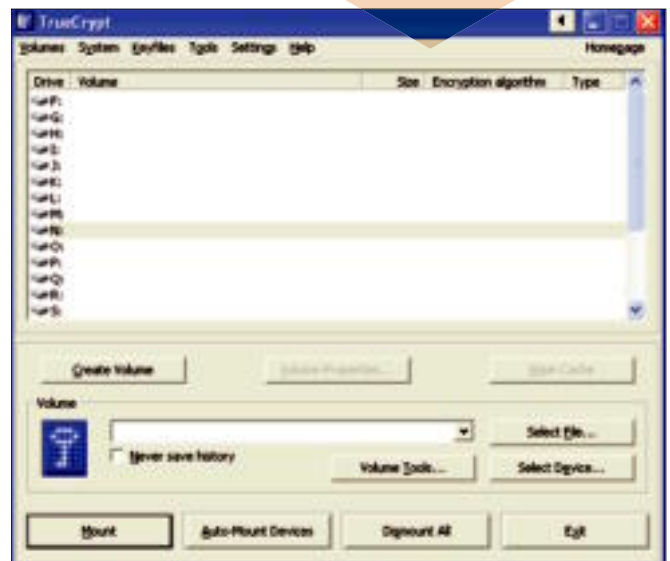 TrueCrypt
Volumes System Keyfiles Tools Settings Help Homepage
Drive Volume Size Encryption algorithm Type
F:
G:
H:
I:
J:
K:
L:
M:
N:
O:
P:
Q:
R:
S:
Create Volume Volume Properties... Wipe Cache
Volume
Never save history
Select File...
Volume Tools... Select Device...
Mount Auto-Mount Devices Dismount All Exit